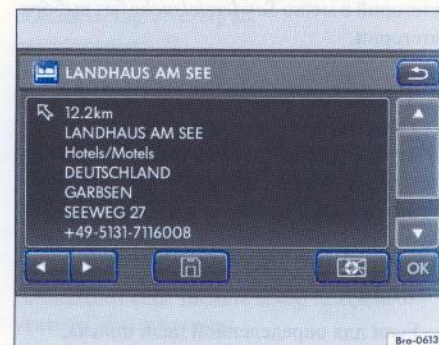 LANDHAUS AM SEE
12.2km
LANDHAUS AM SEE
Hotels/Motels
DEUTSCHLAND
GARBSEN
SEEWEG 27
+49-5131-7116008
OK
Bro-0613